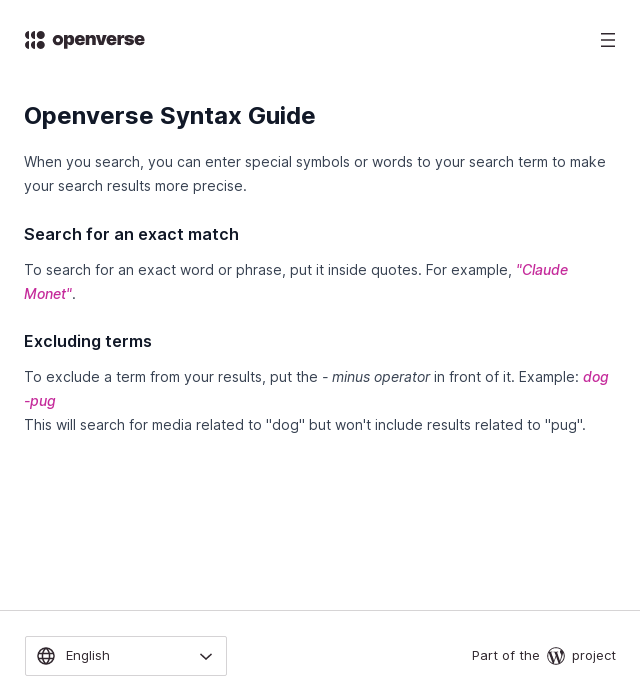 openverse
Openverse Syntax Guide
When you search, you can enter special symbols or words to your search term to make
your search results more precise.
Search for an exact match
To search for an exact word or phrase, put it inside quotes. For example, "Claude
Monet".
Excluding terms
To exclude a term from your results, put the - minus operator in front of it. Example: dog
-pug
This will search for media related to "dog" but won't include results related to "pug".
English
Part of the project